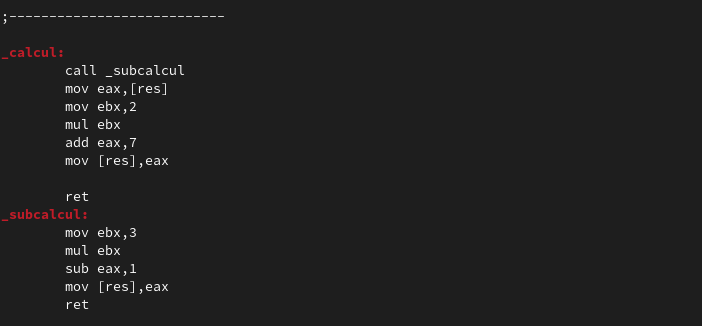 ;---------------------------
_calcul:
call _subcalcul
mov eax,[res]
mov ebx,2
mul ebx
add eax,7
mov [res],eax
ret
_subcalcul:
mov ebx,3
mul ebx
sub eax,1
mov [res],eax
ret